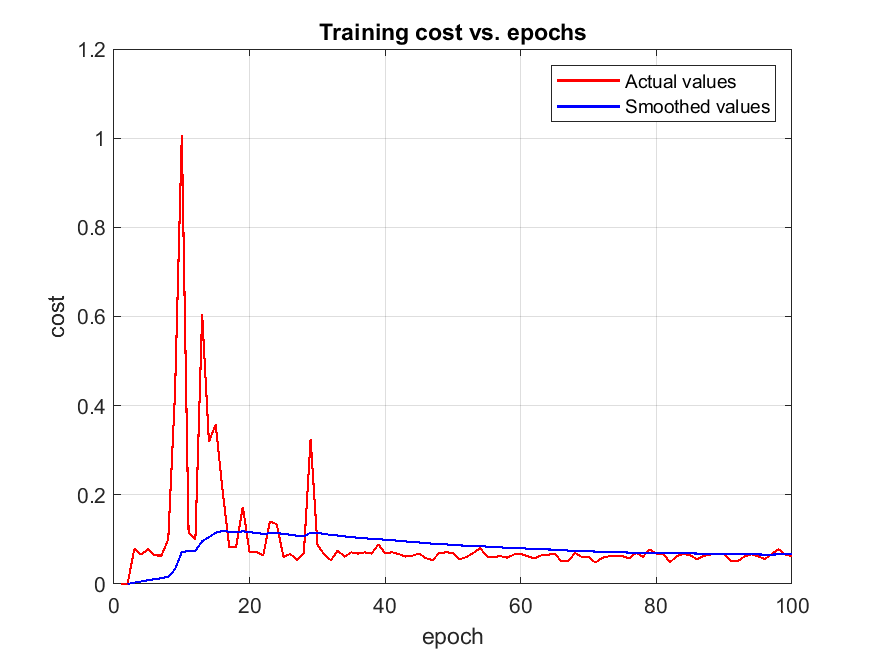 Training cost vs. epochs
1.2
1
0.8
0.6
0.4
0.2
0
cost
Actual values
Smoothed values
0 20 40 60 80 100
epoch